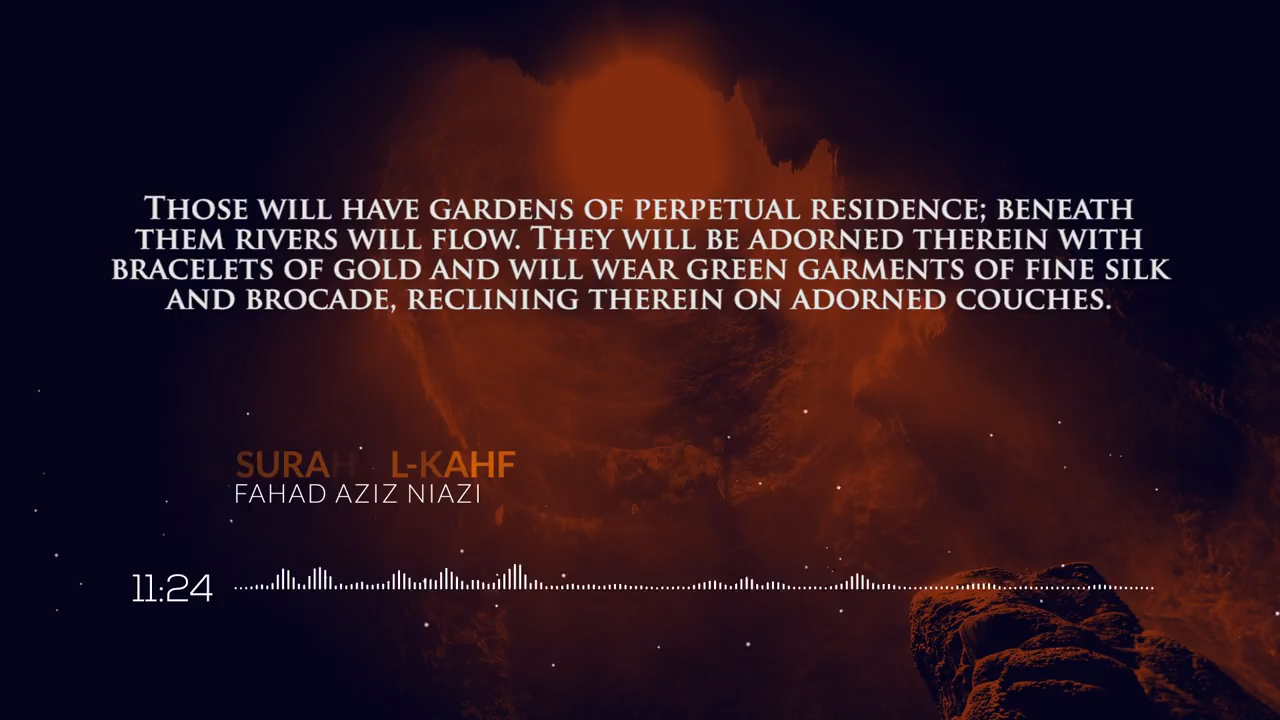 THOSE WILL HAVE GARDENS OF PERPETUAL RESIDENCE; BENEATH
THEM RIVERS WILL FLOW. THEY WILL BE ADORNED THEREIN WITH
BRACELETS OF GOLD AND WILL WEAR GREEN GARMENTS OF FINE SILK
AND BROCADE, RECLINING THEREIN ON ADORNED COUCHES.
SURAH L-KAHF
FAHAD AZIZ NIAZI
11:24